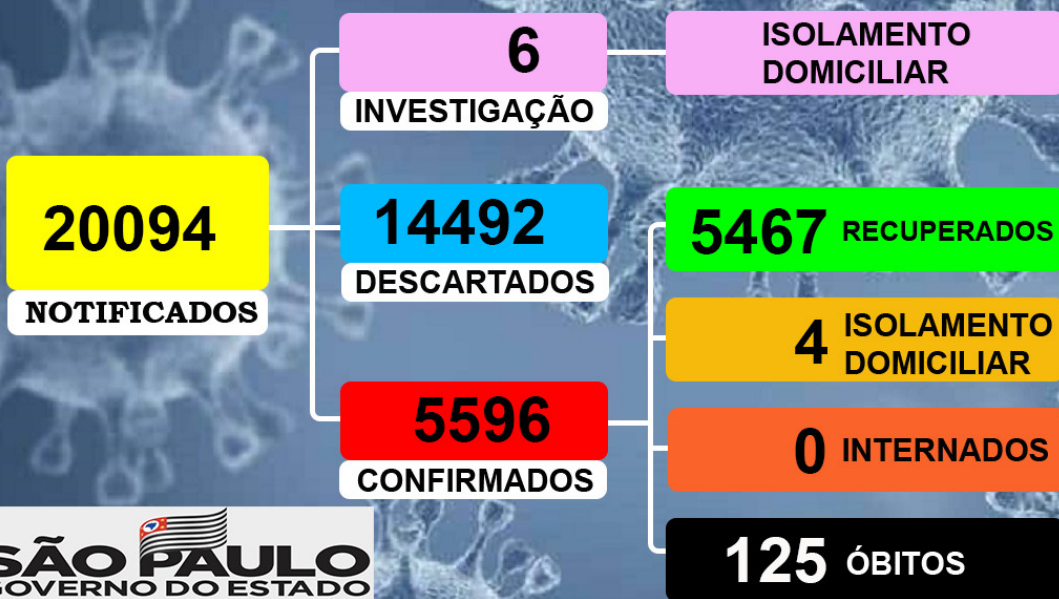 6
INVESTIGAÇÃO
ISOLAMENTO
DOMICILIAR
20094
NOTIFICADOS
14492
DESCARTADOS
5596
CONFIRMADOS
5467 RECUPERADOS
4 ISOLAMENTO
DOMICILIAR
0 INTERNADOS
125 ÓBITOS
SÃO PAULO
GOVERNO DO ESTADO